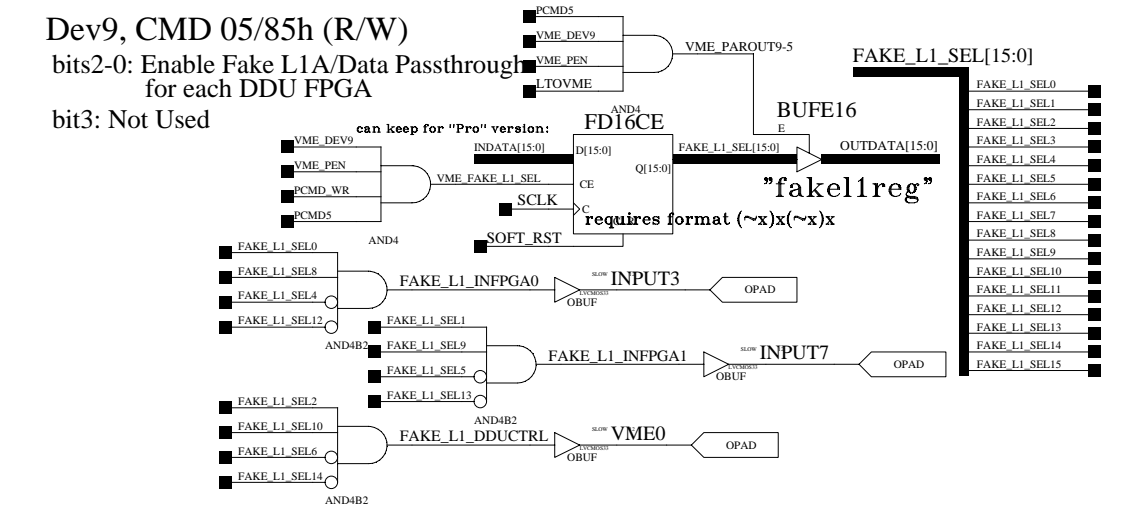 Dev9, CMD 05/85h (R/W)
bits2-0: Enable Fake L1A/Data Passthrough
for each DDU FPGA
bit3: Not Used
PCMD5
VME_DEV9
VME_PEN
LTOVME
AND4
VME_PAROUT9-5
BUFE16
E
can keep for "Pro" version:
FD16CE
INDATA[15:0]
D[15:0]
Q[15:0]
CE
C
FAKE_L1_SEL[15:0]
OUTDATA[15:0]
"fakel1reg"
requires format (~x)x(~x)x
VME_DEV9
VME_PEN
PCMD_WR
PCMD5
AND4
VME_FAKE_L1_SEL
SCLK
SOFT_RST
FAKE_L1_SEL0
FAKE_L1_SEL8
FAKE_L1_SEL4
FAKE_L1_SEL12
AND4B2
FAKE_L1_INFPGA0
SLOW
INPUT3
LVCMOS33
OBUF
OPAD
FAKE_L1_SEL1
FAKE_L1_SEL9
FAKE_L1_SEL5
FAKE_L1_SEL13
AND4B2
FAKE_L1_INFPGA1
SLOW
INPUT7
LVCMOS33
OBUF
OPAD
FAKE_L1_SEL2
FAKE_L1_SEL10
FAKE_L1_SEL6
FAKE_L1_SEL14
AND4B2
FAKE_L1_DDUCTRL
SLOW
VME0
LVCMOS33
OBUF
OPAD
FAKE_L1_SEL[15:0]
FAKE_L1_SEL0
FAKE_L1_SEL1
FAKE_L1_SEL2
FAKE_L1_SEL3
FAKE_L1_SEL4
FAKE_L1_SEL5
FAKE_L1_SEL6
FAKE_L1_SEL7
FAKE_L1_SEL8
FAKE_L1_SEL9
FAKE_L1_SEL10
FAKE_L1_SEL11
FAKE_L1_SEL12
FAKE_L1_SEL13
FAKE_L1_SEL14
FAKE_L1_SEL15